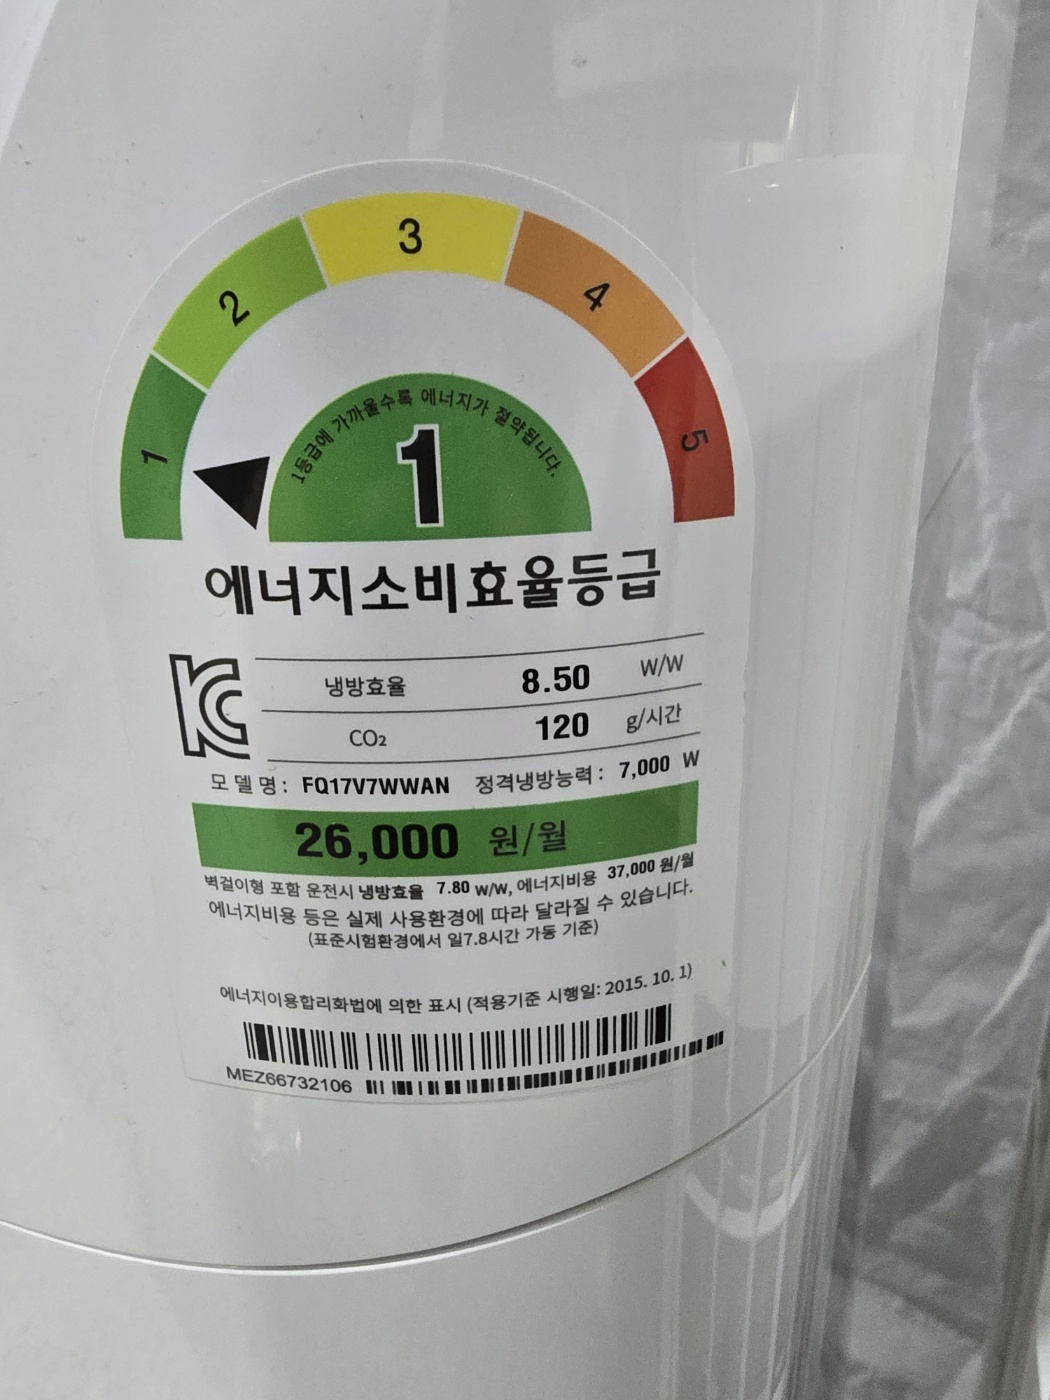 1 2 3 4 5
1등급에 가까울수록 에너지가 절약됩니다.
1
에너지소비효율등급
냉방효율 8.50 W/W
CO₂ 120 g/시간
모델명: FQ17V7WWAN 정격냉방능력: 7,000 W
26,000 원/월
벽걸이형 포함 운전시 냉방효율 7.80 W/W, 에너지비용 37,000 원/월
에너지비용 등은 실제 사용환경에 따라 달라질 수 있습니다.
(표준시험환경에서 일7.8시간 가동 기준)
에너지이용합리화법에 의한 표시 (적용기준 시행일: 2015. 10. 1)
MEZ66732106